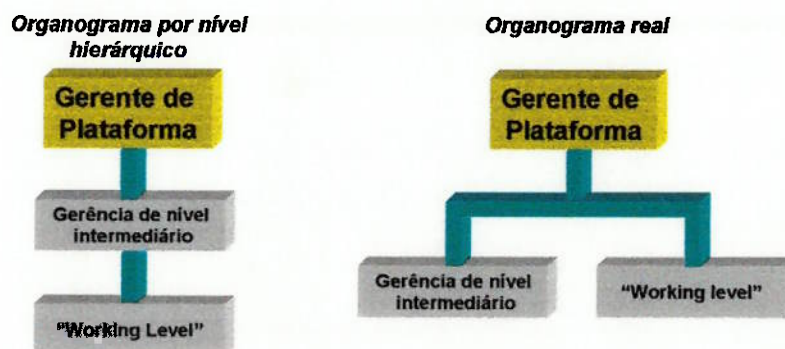 Organograma por nível
hierárquico
Gerente de
Plataforma
Gerência de nível
intermediário
“Working Level”
Organograma real
Gerente de
Plataforma
Gerência de nível
intermediário
“Working level”